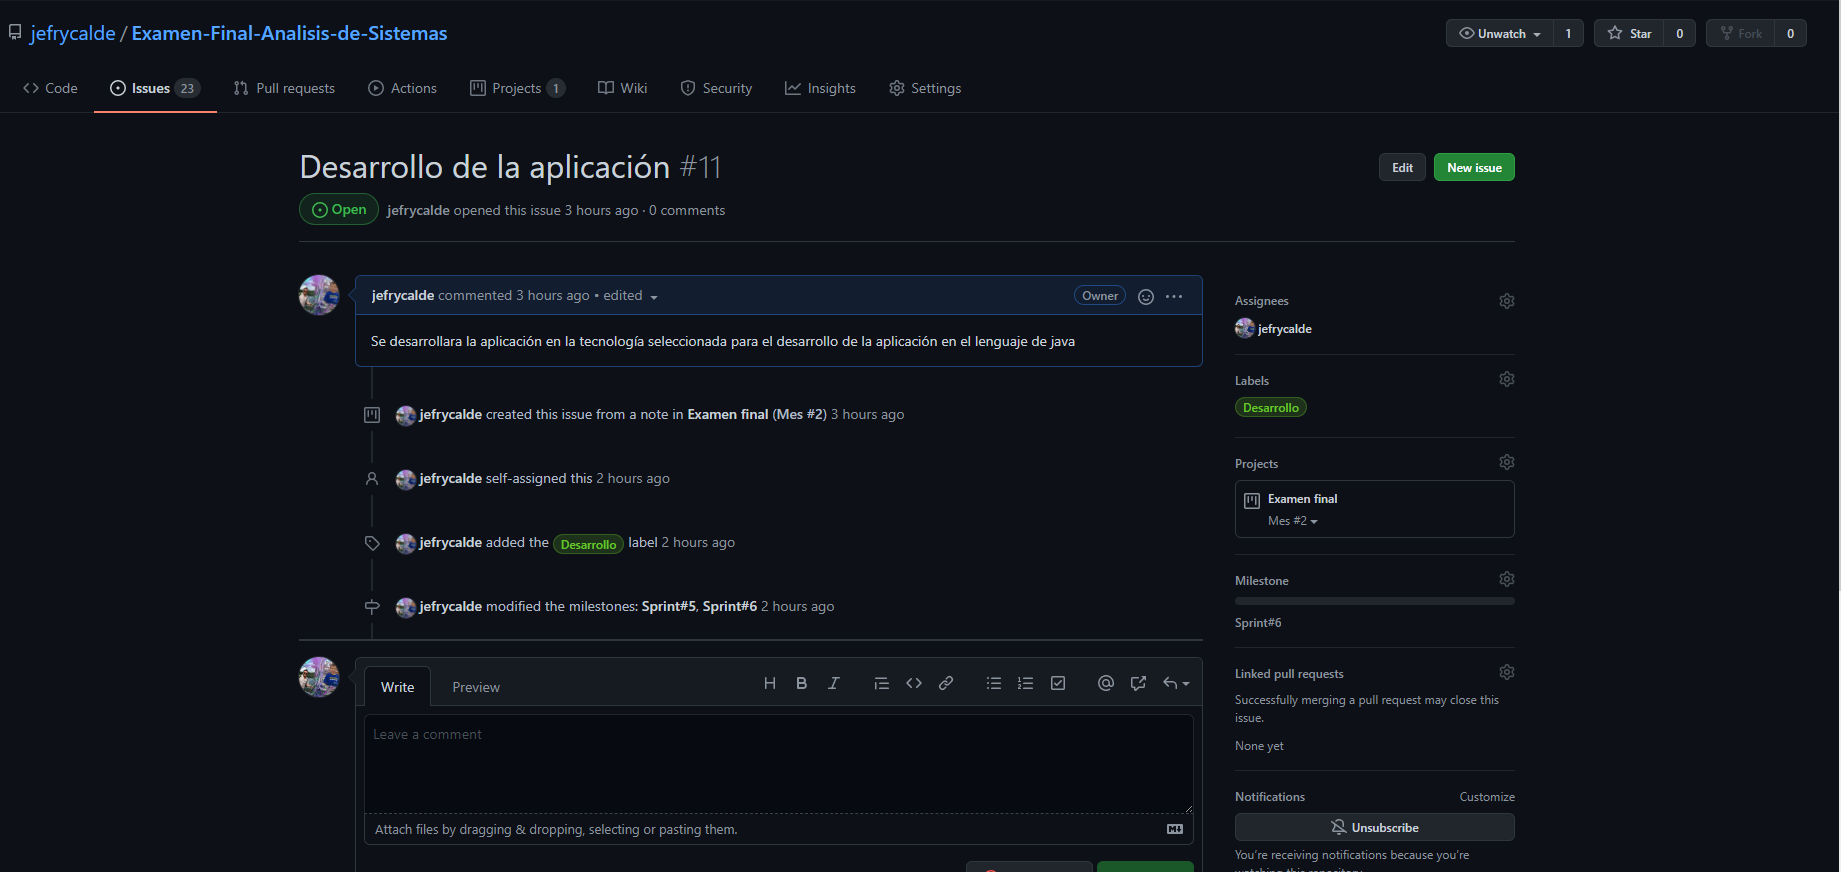 jefrycalde / Examen-Final-Analisis-de-Sistemas
Unwatch 1 Star 0 Fork 0
Code Issues 23 Pull requests Actions Projects 1 Wiki Security Insights Settings
Desarrollo de la aplicación #11
Edit New issue
Open jefrycalde opened this issue 3 hours ago · 0 comments
jefrycalde commented 3 hours ago • edited Owner
Se desarrollara la aplicación en la tecnología seleccionada para el desarrollo de la aplicación en el lenguaje de java
jefrycalde created this issue from a note in Examen final (Mes #2) 3 hours ago
jefrycalde self-assigned this 2 hours ago
jefrycalde added the Desarrollo label 2 hours ago
jefrycalde modified the milestones: Sprint#5, Sprint#6 2 hours ago
Write Preview
Leave a comment
Attach files by dragging & dropping, selecting or pasting them.
Assignees
jefrycalde
Labels
Desarrollo
Projects
Examen final
Mes #2
Milestone
Sprint#6
Linked pull requests
Successfully merging a pull request may close this
issue.
None yet
Notifications Customize
Unsubscribe
You're receiving notifications because you're
watching this repository.